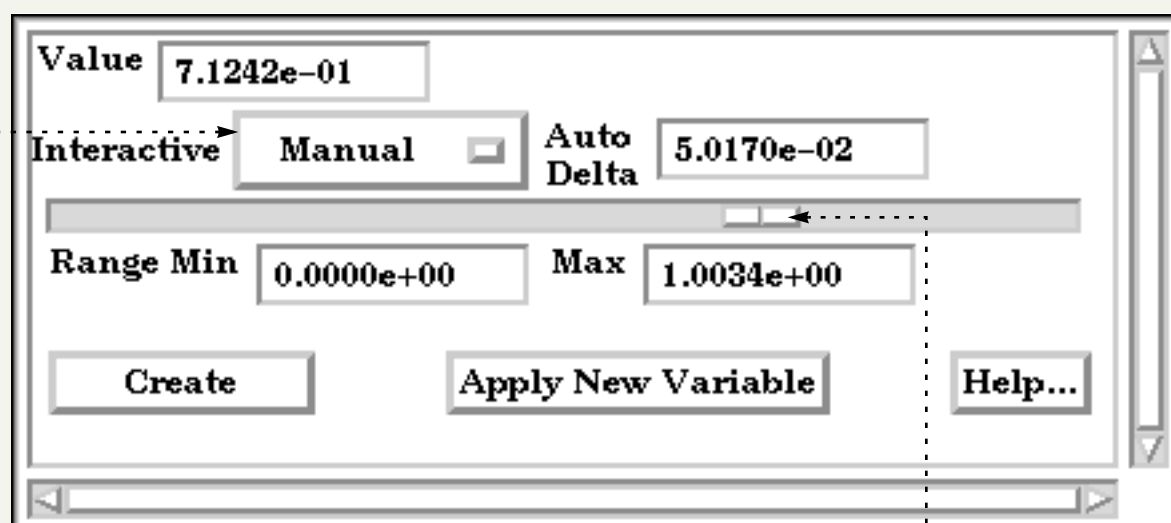 Value 7.1242e-01
Interactive Manual Auto Delta 5.0170e-02
Range Min 0.0000e+00 Max 1.0034e+00
Create Apply New Variable Help...